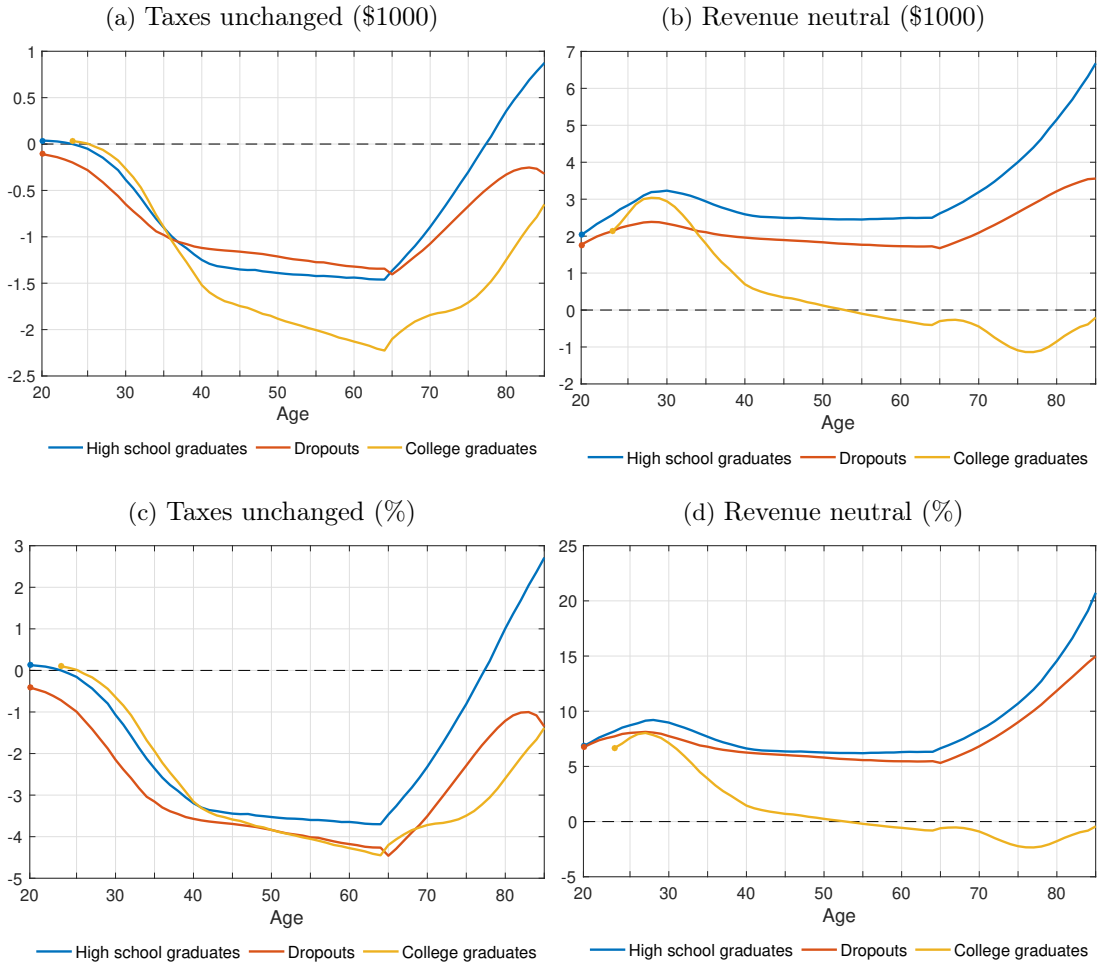 (a) Taxes unchanged ($1000)
1
0.5
0
-0.5
-1
-1.5
-2
-2.5
20 30 40 50 60 70 80
Age
High school graduates Dropouts College graduates
(b) Revenue neutral ($1000)
7
6
5
4
3
2
1
0
-1
-2
20 30 40 50 60 70 80
Age
High school graduates Dropouts College graduates
(c) Taxes unchanged (%)
3
2
1
0
-1
-2
-3
-4
-5
20 30 40 50 60 70 80
Age
High school graduates Dropouts College graduates
(d) Revenue neutral (%)
25
20
15
10
5
0
-5
20 30 40 50 60 70 80
Age
High school graduates Dropouts College graduates